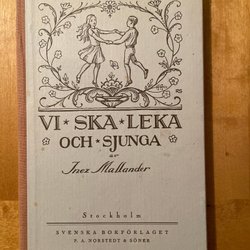 VI * SKA * LEKA
OCH * SJUNGA
av
Inez Mallander
Stockholm
SVENSKA BOKFÖRLAGET
P. A. NORSTEDT & SÖNER